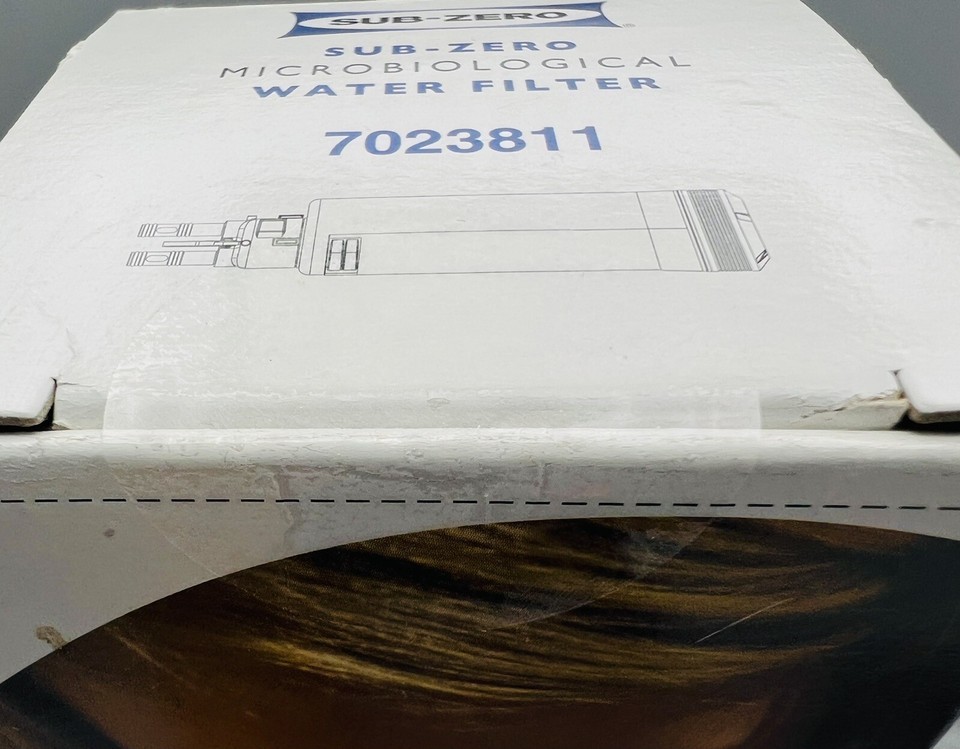 SUB-ZERO
SUB-ZERO
MICROBIOLOGICAL
WATER FILTER
7023811